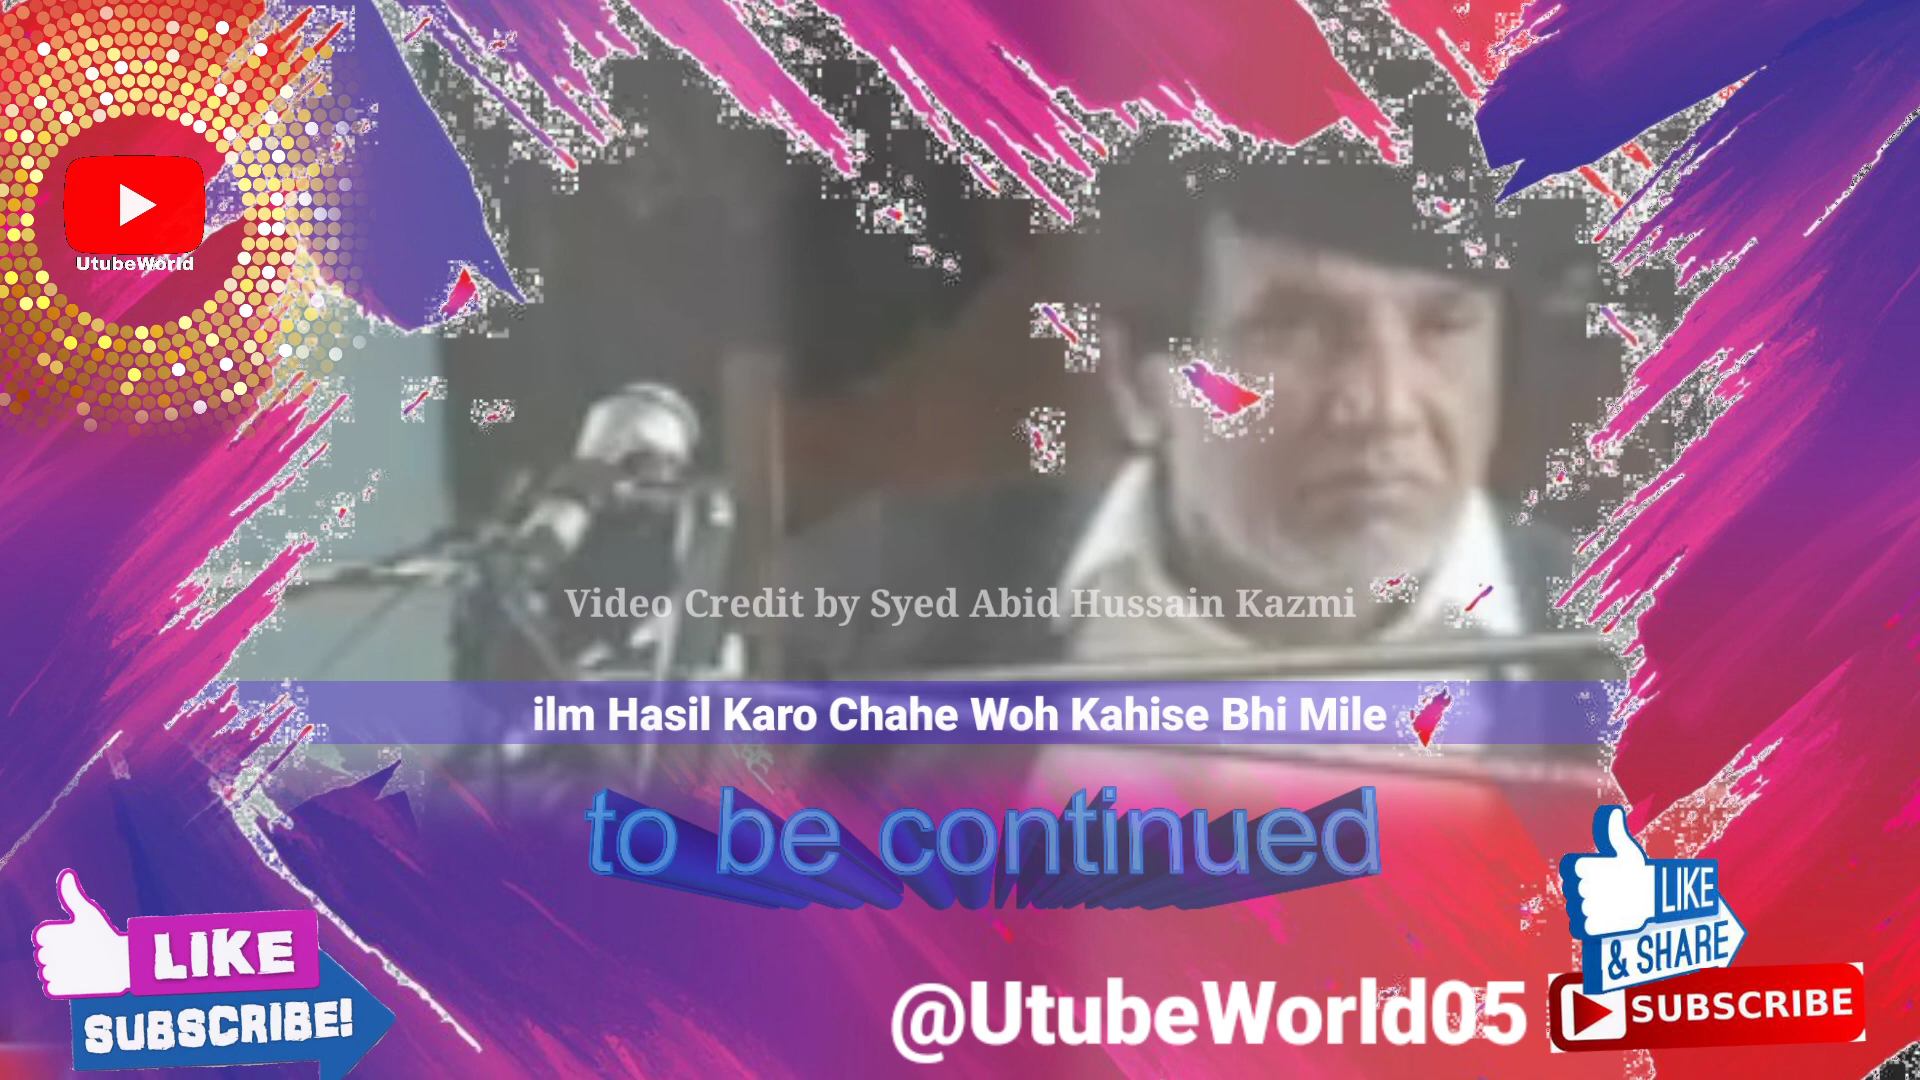 UtubeWorld
Video Credit by Syed Abid Hussain Kazmi
ilm Hasil Karo Chahe Woh Kahise Bhi Mile
to be continued
LIKE
SUBSCRIBE!
LIKE
& SHARE
SUBSCRIBE
@UtubeWorld05